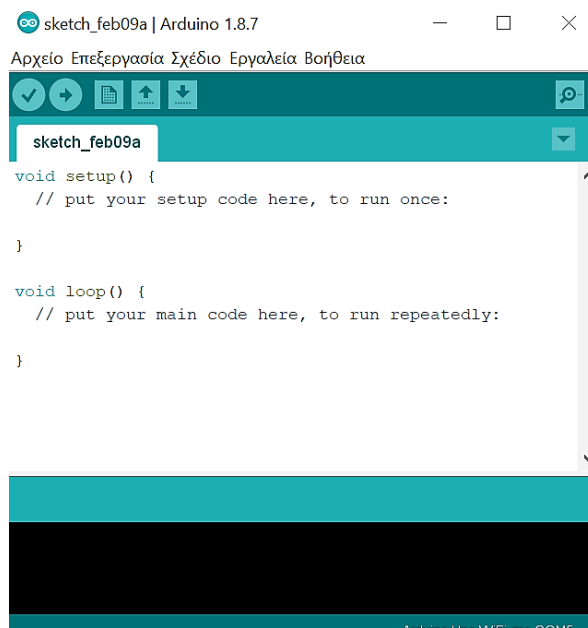 sketch_feb09a | Arduino 1.8.7
Αρχείο Επεξεργασία Σχέδιο Εργαλεία Βοήθεια
sketch_feb09a
void setup() {
  // put your setup code here, to run once:
}
void loop() {
  // put your main code here, to run repeatedly:
}